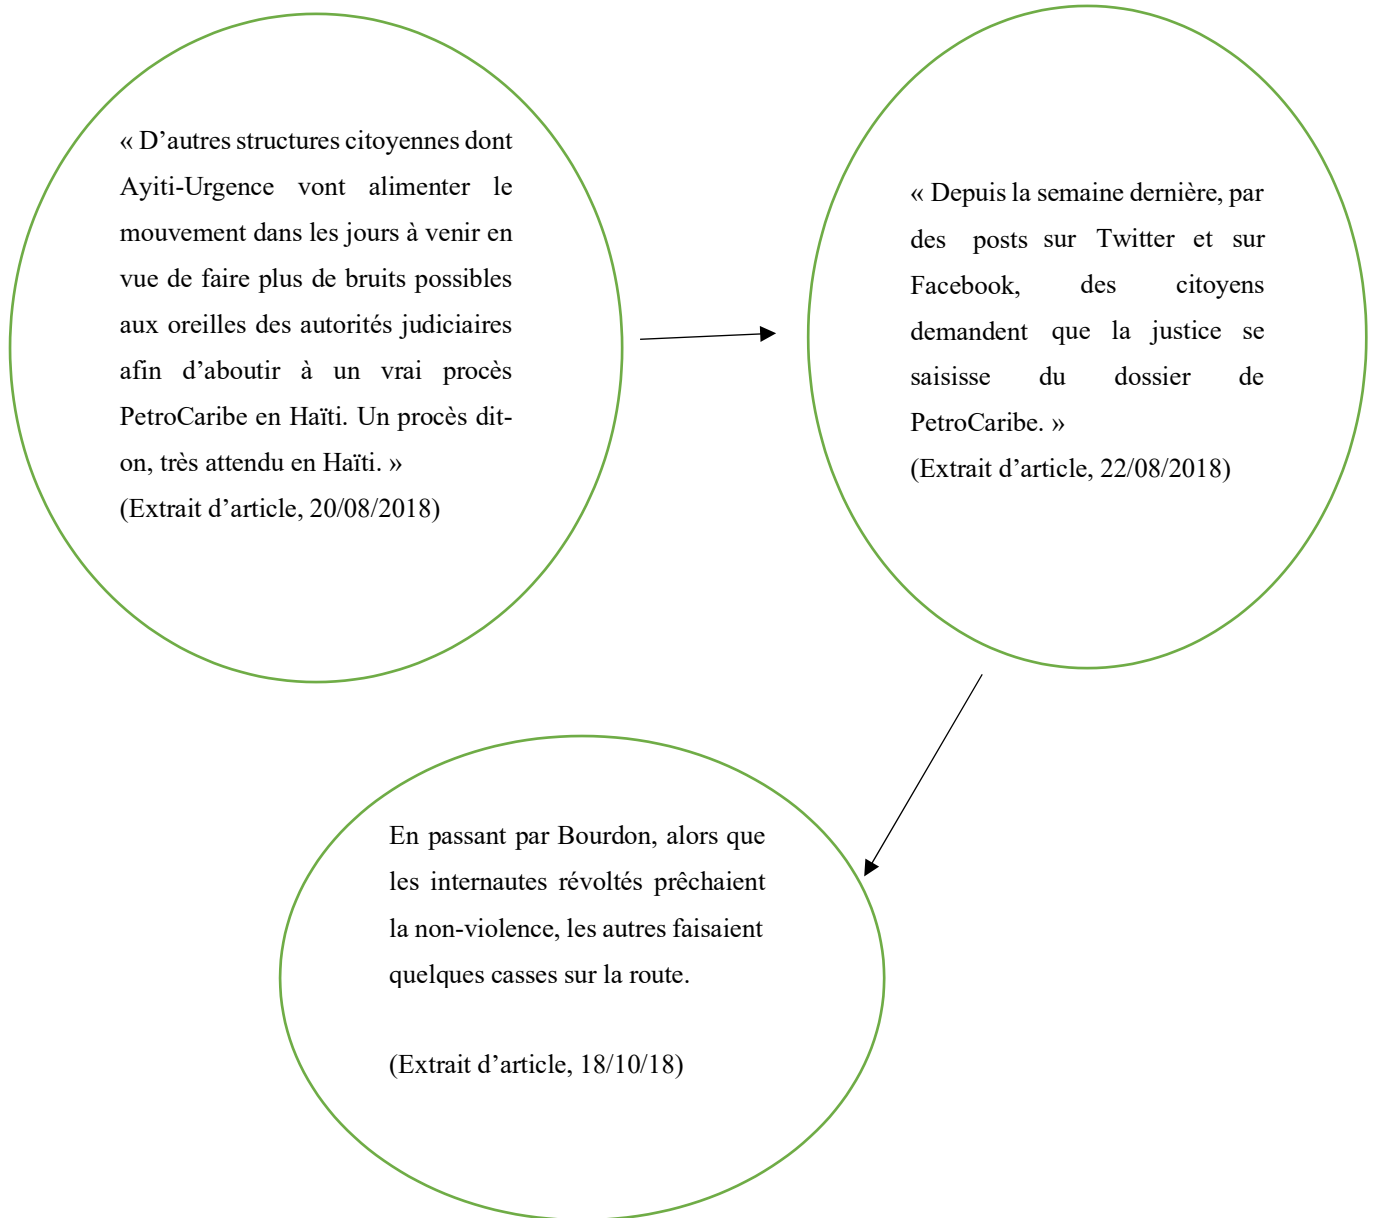 « D’autres structures citoyennes dont
Ayiti-Urgence vont alimenter le
mouvement dans les jours à venir en
vue de faire plus de bruits possibles
aux oreilles des autorités judiciaires
afin d’aboutir à un vrai procès
PetroCaribe en Haïti. Un procès dit-
on, très attendu en Haïti. »
(Extrait d’article, 20/08/2018)
« Depuis la semaine dernière, par
des posts sur Twitter et sur
Facebook, des citoyens
demandent que la justice se
saisisse du dossier de
PetroCaribe. »
(Extrait d’article, 22/08/2018)
En passant par Bourdon, alors que
les internautes révoltés prêchaient
la non-violence, les autres faisaient
quelques casses sur la route.
(Extrait d’article, 18/10/18)